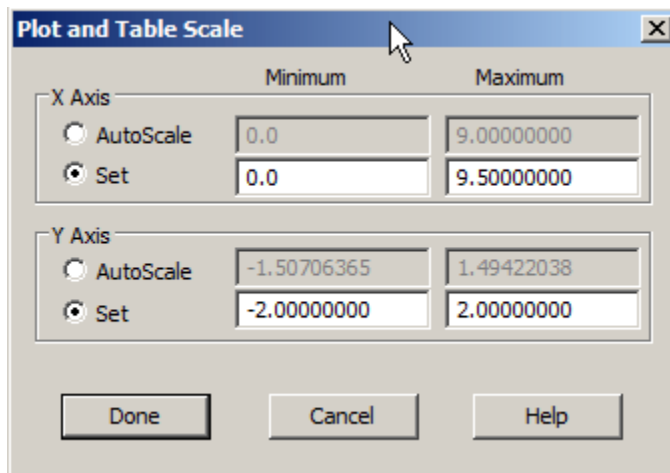 Plot and Table Scale
Minimum Maximum
X Axis
AutoScale 0.0 9.00000000
Set 0.0 9.50000000
Y Axis
AutoScale -1.50706365 1.49422038
Set -2.00000000 2.00000000
Done Cancel Help